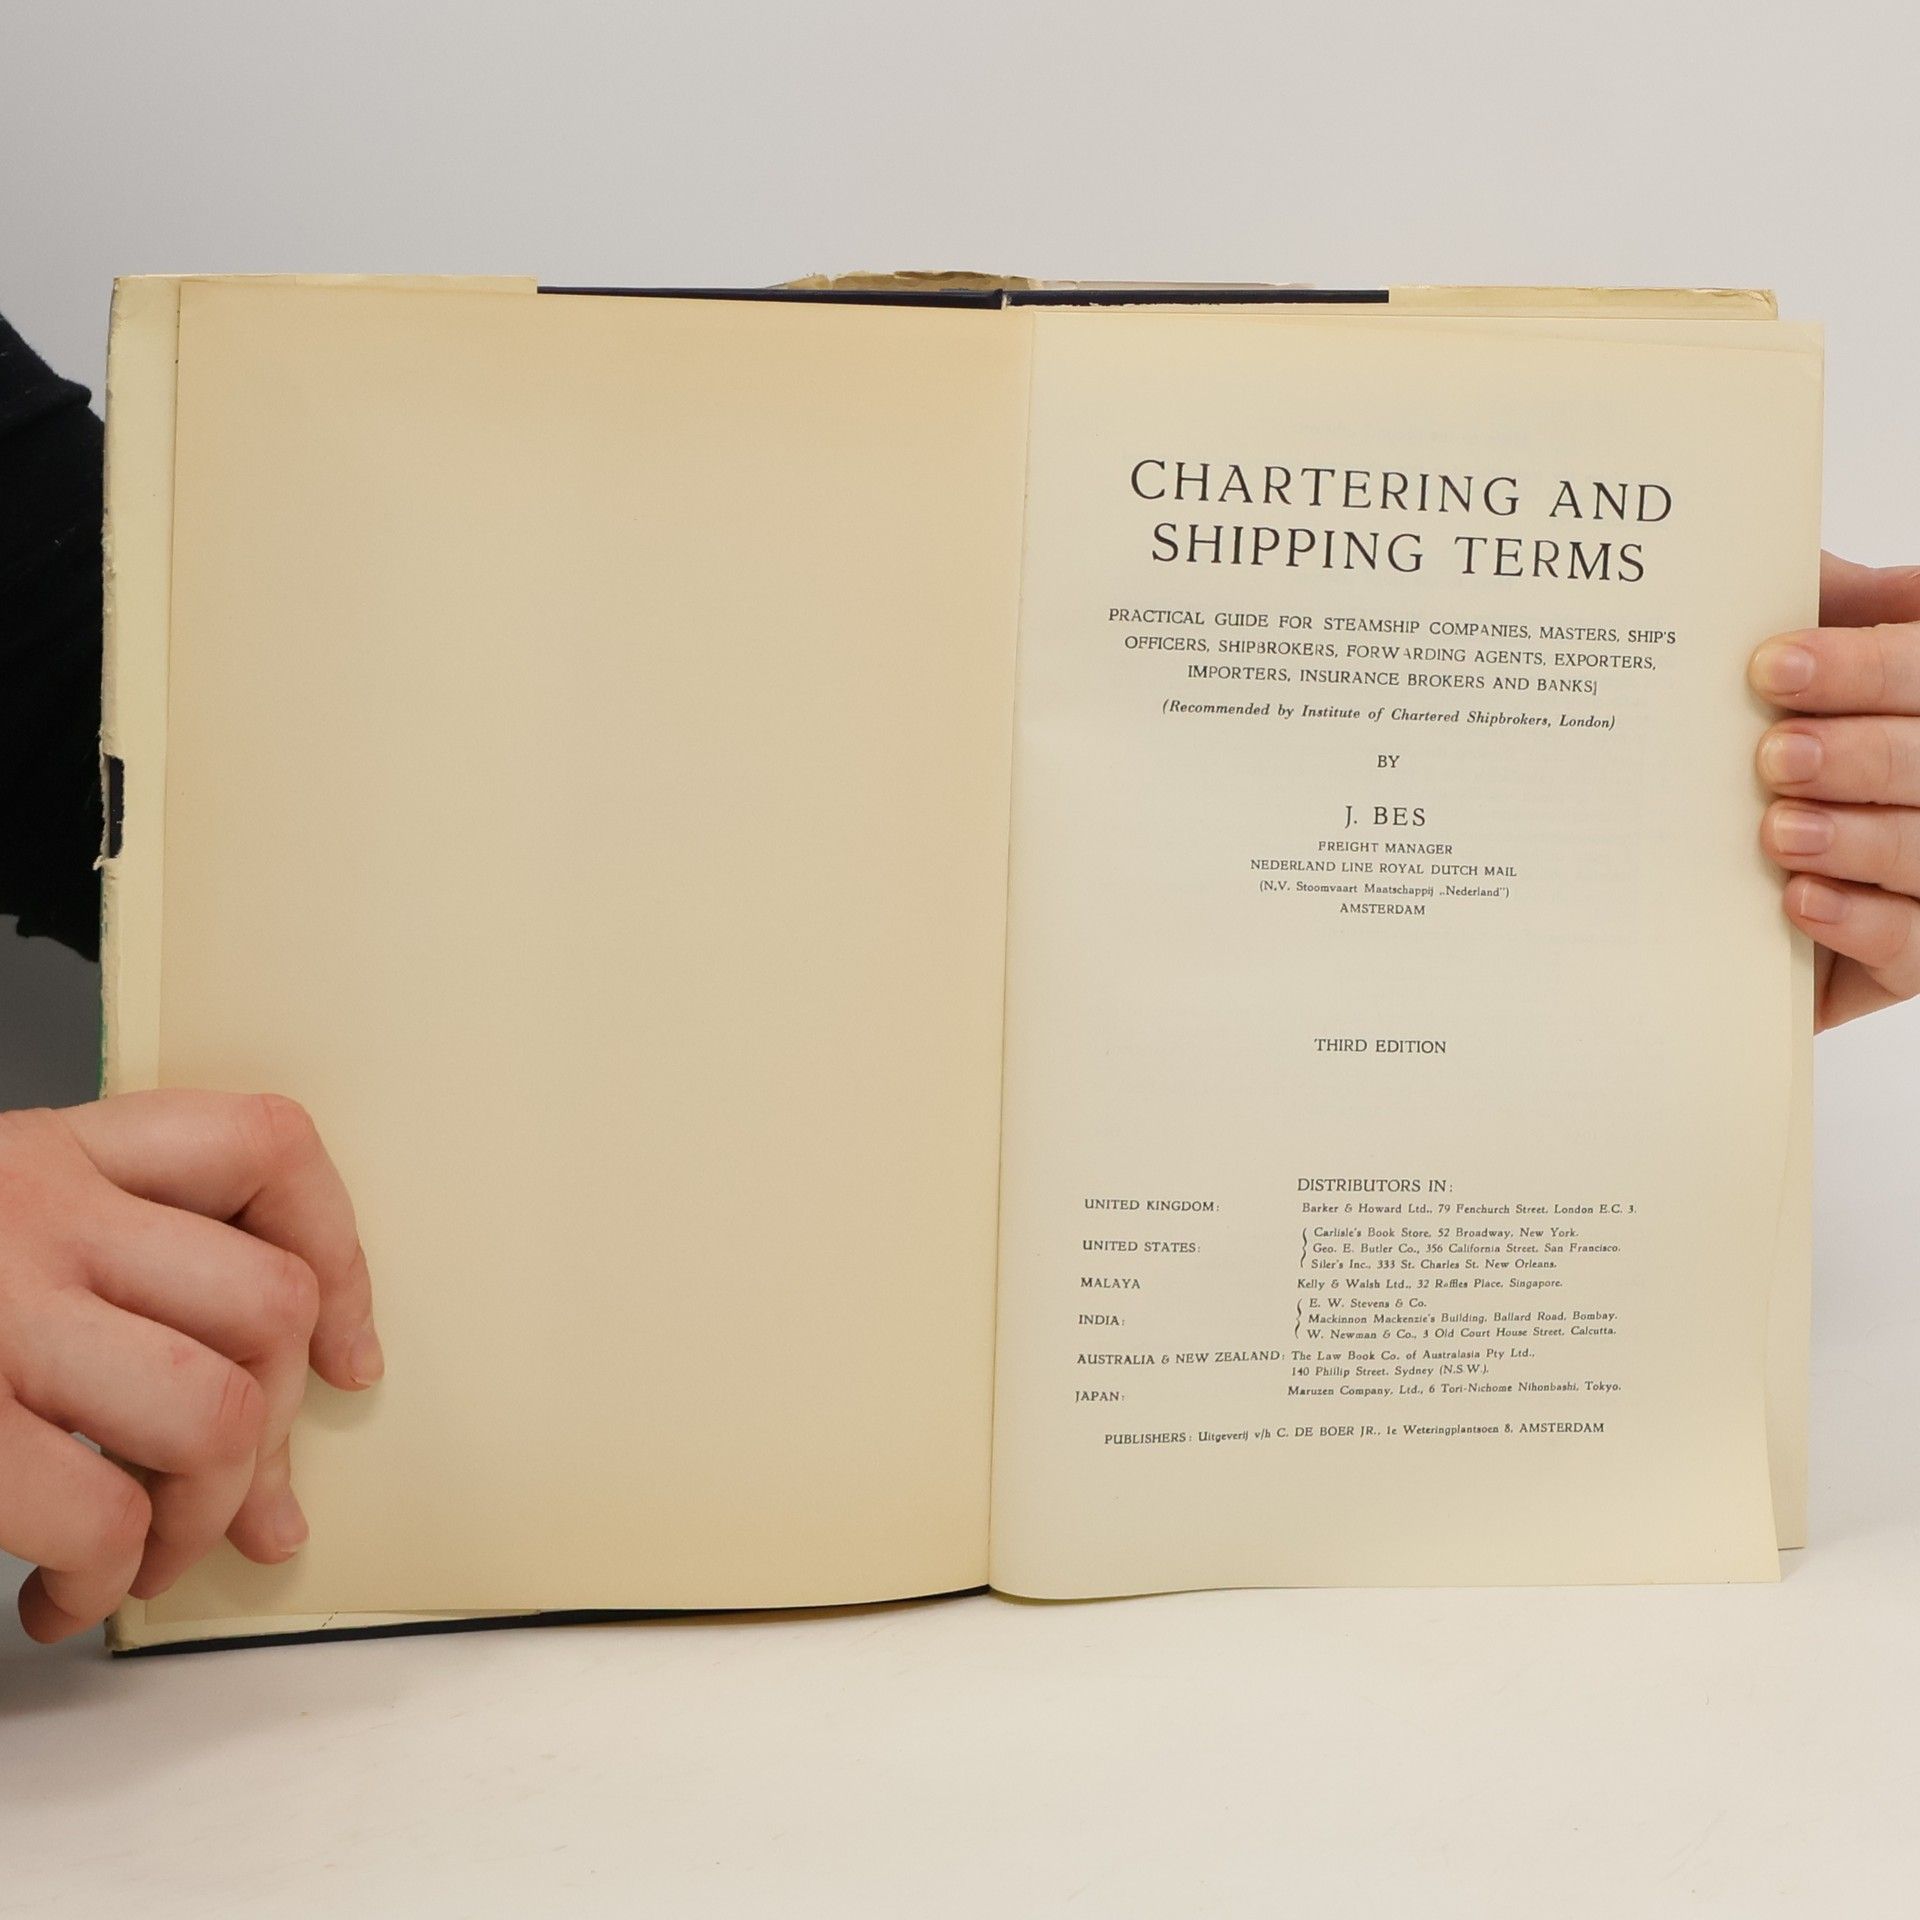 CHARTERING AND
SHIPPING TERMS
PRACTICAL GUIDE FOR STEAMSHIP COMPANIES, MASTERS, SHIP'S
OFFICERS, SHIPBROKERS, FORWARDING AGENTS, EXPORTERS,
IMPORTERS, INSURANCE BROKERS AND BANKS
(Recommended by Institute of Chartered Shipbrokers, London)
BY
J. BES
FREIGHT MANAGER
NEDERLAND LINE ROYAL DUTCH MAIL
(N.V. Stoomvaart Maatschappij „Nederland")
AMSTERDAM
THIRD EDITION
DISTRIBUTORS IN:
UNITED KINGDOM: Barker & Howard Ltd., 79 Fenchurch Street, London E.C. 3.
Carlisle's Book Store, 52 Broadway, New York.
UNITED STATES: Geo. E. Butler Co., 356 California Street, San Francisco.
Siler's Inc., 333 St. Charles St. New Orleans.
MALAYA Kelly & Walsh Ltd., 32 Raffles Place, Singapore.
E. W. Stevens & Co.
INDIA: Mackinnon Mackenzie's Building, Ballard Road, Bombay.
W. Newman & Co., 3 Old Court House Street, Calcutta.
AUSTRALIA & NEW ZEALAND: The Law Book Co. of Australasia Pty Ltd.,
140 Phillip Street, Sydney (N.S.W.).
JAPAN: Maruzen Company, Ltd., 6 Tori-Nichome Nihonbashi, Tokyo.
PUBLISHERS: Uitgeverij v/h C. DE BOER JR., 1e Weteringplantsoen 8, AMSTERDAM